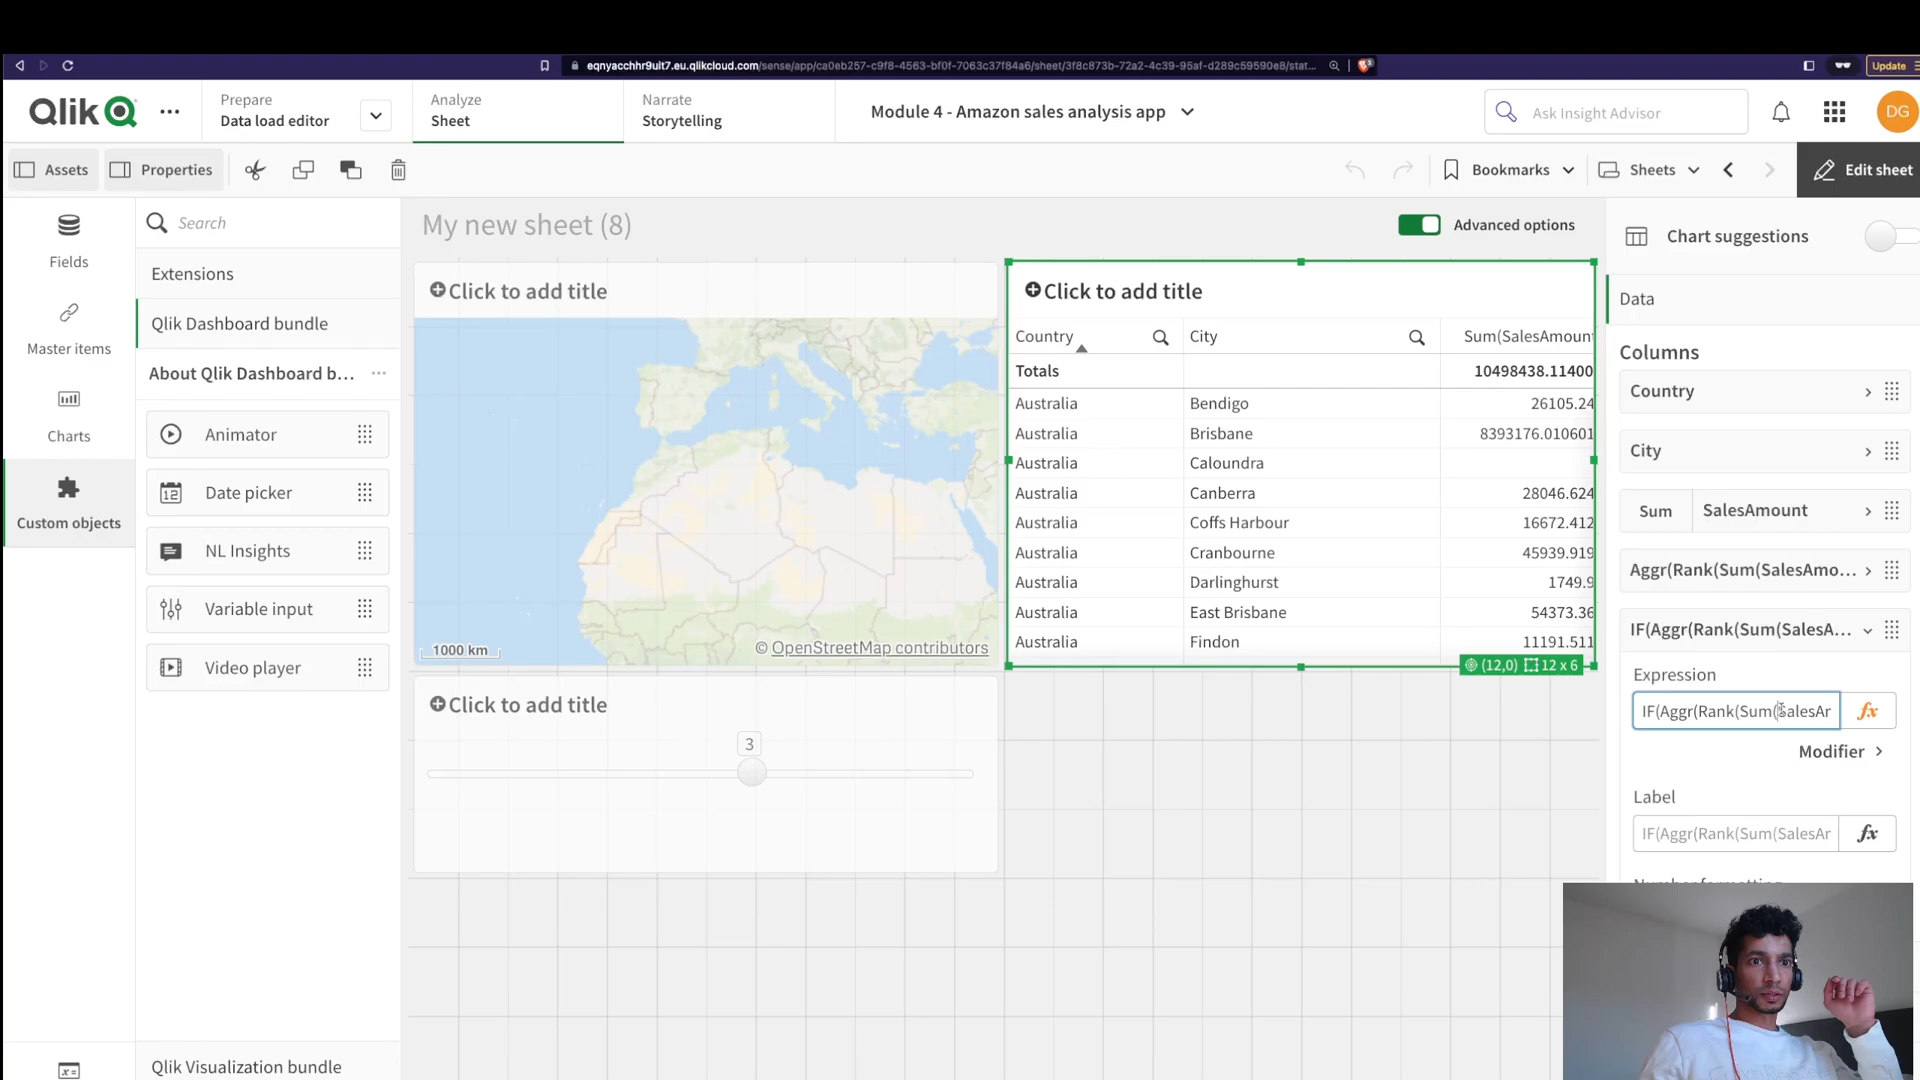 eqnyacchhr9uit7.eu.qlikcloud.com/sense/app/ca0eb257-c9f8-4563-bf0f-7063c37f84a6/sheet/3f8c873b-72a2-4c39-95af-d289c59590e8/stat...
Update
Qlik
Prepare
Data load editor
Analyze
Sheet
Narrate
Storytelling
Module 4 - Amazon sales analysis app
Ask Insight Advisor
DG
Assets
Properties
Bookmarks
Sheets
Edit sheet
Fields
Master items
Charts
Custom objects
Search
Extensions
Qlik Dashboard bundle
About Qlik Dashboard b...
Animator
12 Date picker
NL Insights
Variable input
Video player
Qlik Visualization bundle
My new sheet (8)
Advanced options
Click to add title
1000 km
© OpenStreetMap contributors
Click to add title
3
Click to add title
Country City Sum(SalesAmount
Totals 10498438.11400
Australia Bendigo 26105.24
Australia Brisbane 8393176.010601
Australia Caloundra
Australia Canberra 28046.624
Australia Coffs Harbour 16672.412
Australia Cranbourne 45939.919
Australia Darlinghurst 1749.9
Australia East Brisbane 54373.36
Australia Findon 11191.511
(12,0) 12 x 6
Chart suggestions
Data
Columns
Country
City
Sum SalesAmount
Aggr(Rank(Sum(SalesAmo...
IF(Aggr(Rank(Sum(SalesA...
Expression
IF(Aggr(Rank(Sum(SalesAr
fx
Modifier
Label
IF(Aggr(Rank(Sum(SalesAr
fx